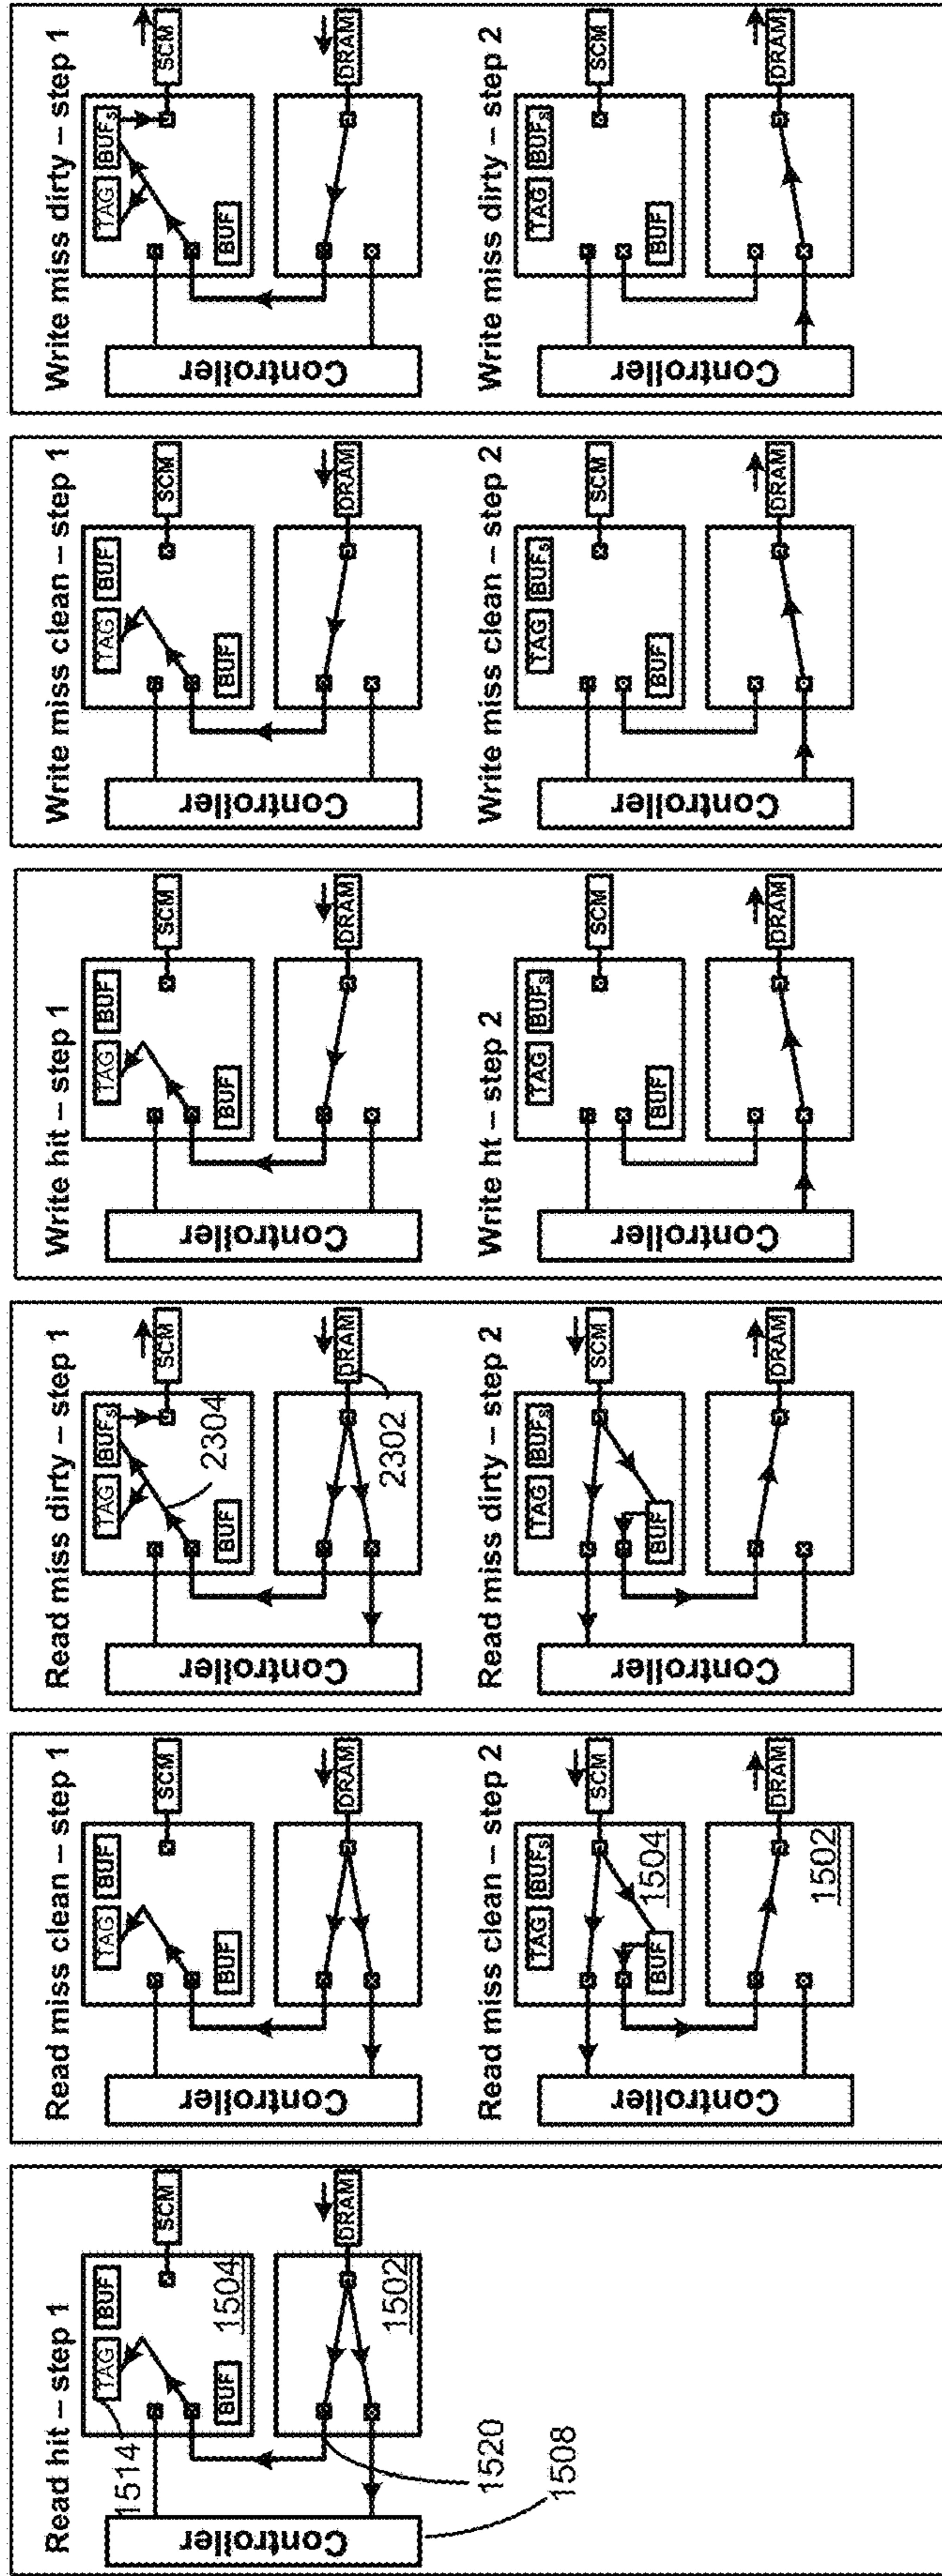 Read hit – step 1
TAG
BUF
SCM
1514
BUF
1504
DRAM
1502
Controller
1520
1508
Read miss clean – step 1
TAG
BUF
SCM
BUF
DRAM
Controller
Read miss clean – step 2
TAG
BUFs
SCM
BUF
1504
DRAM
1502
Controller
Read miss dirty – step 1
TAG
BUFs
SCM
2304
BUF
DRAM
2302
Controller
Read miss dirty – step 2
TAG
BUFs
SCM
BUF
DRAM
Controller
Write hit – step 1
TAG
BUF
SCM
BUF
DRAM
Controller
Write ht – step 2
TAG
BUFs
SCM
BUF
DRAM
Controller
Write miss clean – step 1
TAG
BUF
SCM
BUF
DRAM
Controller
Write miss clean – step 2
TAG
BUFs
SCM
BUF
DRAM
Controller
Write miss dirty – step 1
TAG
BUFs
SCM
BUF
DRAM
Controller
Write miss dirty – step 2
TAG
BUFs
SCM
BUF
DRAM
Controller